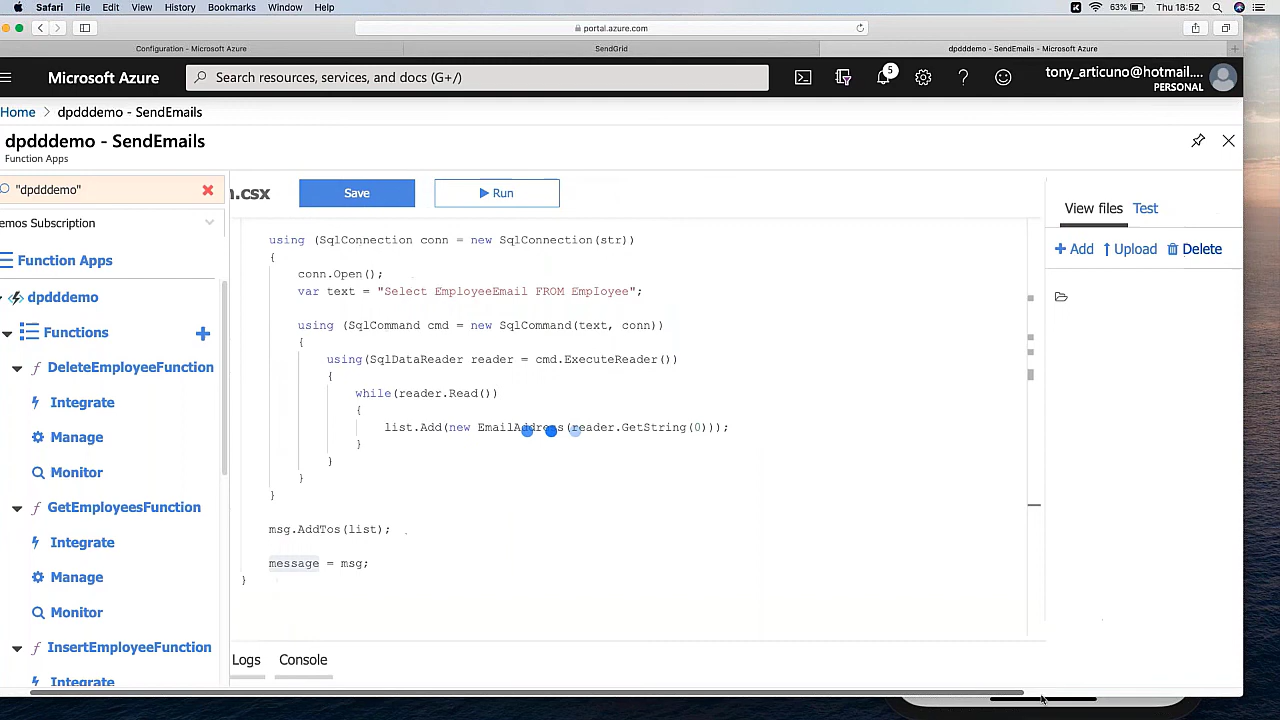 Safari File Edit View History Bookmarks Window Help
63% Thu 18:52
portal.azure.com
Configuration - Microsoft Azure
SendGrid
dpdddemo - SendEmails - Microsoft Azure
Microsoft Azure
Search resources, services, and docs (G+/)
5
tony_articuno@hotmail....
PERSONAL
Home > dpdddemo - SendEmails
dpdddemo - SendEmails
Function Apps
"dpdddemo"
emos Subscription
Function Apps
dpdddemo
Functions
DeleteEmployeeFunction
Integrate
Manage
Monitor
GetEmployeesFunction
Integrate
Manage
Monitor
InsertEmployeeFunction
Integrate
n.csx
Save
Run
using (SqlConnection conn = new SqlConnection(str))
{
conn.Open();
var text = "Select EmployeeEmail FROM Employee";
using (SqlCommand cmd = new SqlCommand(text, conn))
{
using(SqlDataReader reader = cmd.ExecuteReader())
{
while(reader.Read())
{
list.Add(new EmailAddress(reader.GetString(0)));
}
}
}
}
msg.AddTos(list);
message = msg;
}
Logs Console
View files Test
Add Upload Delete